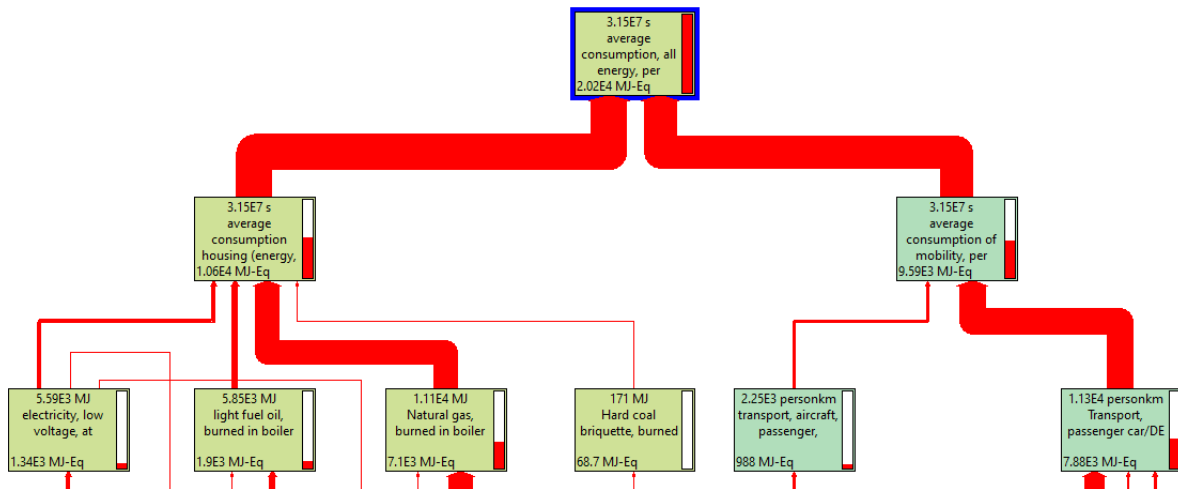 3.15E7 s
average
consumption, all
energy, per
2.02E4 MJ-Eq
3.15E7 s
average
consumption
housing (energy,
1.06E4 MJ-Eq
3.15E7 s
average
consumption of
mobility, per
9.59E3 MJ-Eq
5.59E3 MJ
electricity, low
voltage, at
1.34E3 MJ-Eq
5.85E3 MJ
light fuel oil,
burned in boiler
1.9E3 MJ-Eq
1.11E4 MJ
Natural gas,
burned in boiler
7.1E3 MJ-Eq
171 MJ
Hard coal
briquette, burned
68.7 MJ-Eq
2.25E3 personkm
transport, aircraft,
passenger,
988 MJ-Eq
1.13E4 personkm
Transport,
passenger car/DE
7.88E3 MJ-Eq